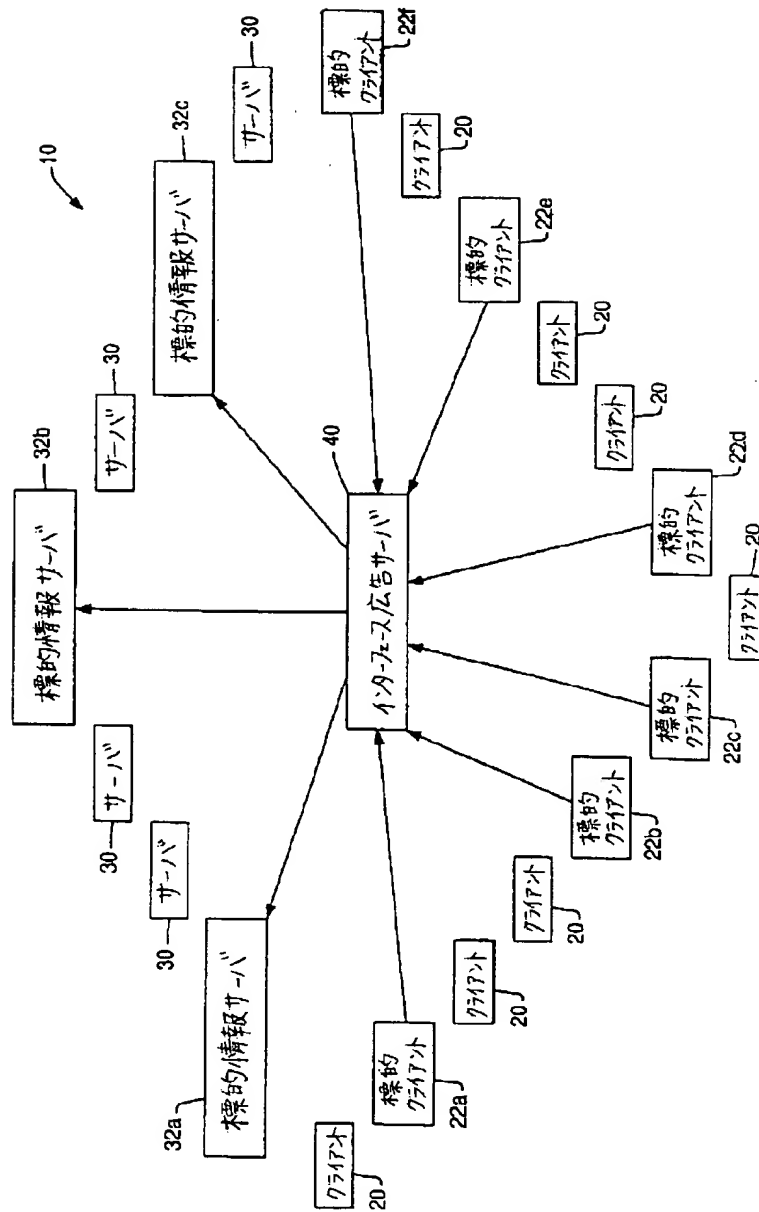 10
32b
標的情報サーバ
30
サーバ
32c
標的情報サーバ
30
サーバ
サーバ
30
サーバ
30
標的情報サーバ
32a
40
インターフェース/広告サーバ
標的
クライアント
22f
クライアント
20
標的
クライアント
22e
クライアント
20
クライアント
20
標的
クライアント
22d
クライアント
20
標的
クライアント
22c
標的
クライアント
22b
クライアント
20
クライアント
20
標的
クライアント
22a
クライアント
20